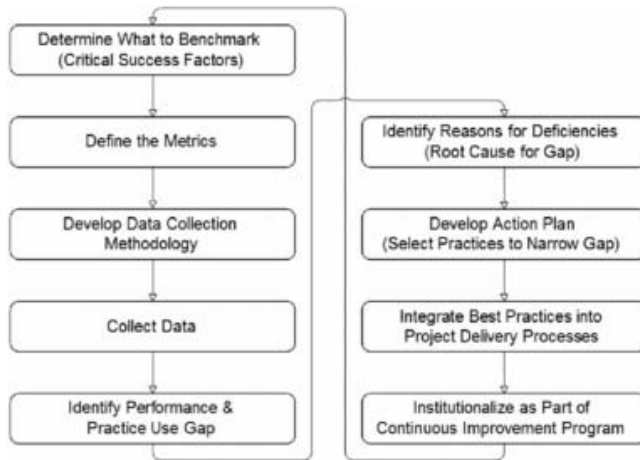 Determine What to Benchmark
(Critical Success Factors)
Define the Metrics
Develop Data Collection
Methodology
Collect Data
Identify Performance &
Practice Use Gap
Identify Reasons for Deficiencies
(Root Cause for Gap)
Develop Action Plan
(Select Practices to Narrow Gap)
Integrate Best Practices into
Project Delivery Processes
Institutionalize as Part of
Continuous Improvement Program